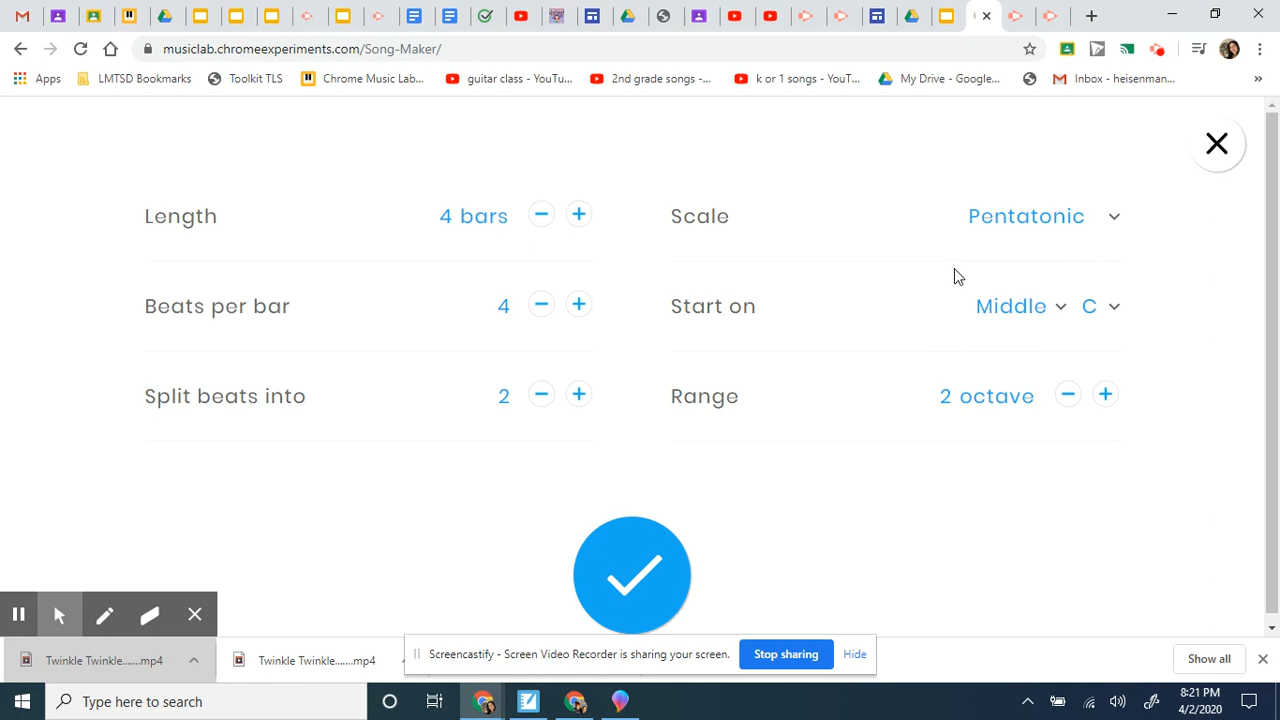 musiclab.chromeexperiments.com/Song-Maker/
Apps
LMTSD Bookmarks
Toolkit TLS
Chrome Music Lab...
guitar class - YouTu...
2nd grade songs -...
k or 1 songs - YouT...
My Drive - Google...
Inbox - heisenman...
»
Length
4 bars
Scale
Pentatonic
Beats per bar
4
Start on
Middle
C
Split beats into
2
Range
2 octave
Twinkle Twinkle.......mp4
Twinkle Twinkle.......mp4
Screencastify - Screen Video Recorder is sharing your screen.
Stop sharing
Hide
Show all
Type here to search
8:21 PM
4/2/2020